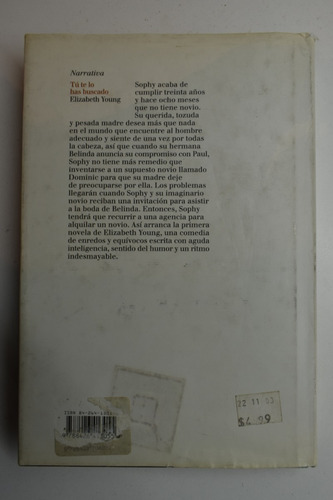 Narrativa
Tú te lo
has buscado
Elizabeth Young
Sophy acaba de
cumplir treinta años
y hace ocho meses
que no tiene novio.
Su querida, tozuda
y pesada madre desea más que nada
en el mundo que encuentre al hombre
adecuado y siente de una vez por todas
la cabeza, así que cuando su hermana
Belinda anuncia su compromiso con Paul,
Sophy no tiene más remedio que
inventarse a un supuesto novio llamado
Dominic para que su madre deje
de preocuparse por ella. Los problemas
llegarán cuando Sophy y su imaginario
novio reciban una invitación para asistir
a la boda de Belinda. Entonces, Sophy
tendrá que recurrir a una agencia para
alquilar un novio. Así arranca la primera
novela de Elizabeth Young, una comedia
de enredos y equívocos escrita con aguda
inteligencia, sentido del humor y un ritmo
indesmayable.
22 11 
$4.99
ISBN